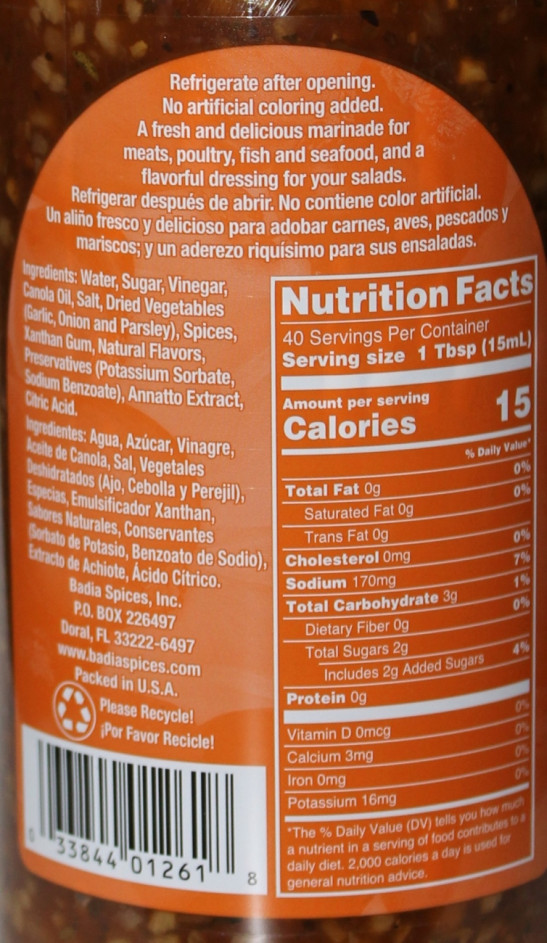 Refrigerate after opening.
No artificial coloring added.
A fresh and delicious marinade for
meats, poultry, fish and seafood, and a
flavorful dressing for your salads.
Refrigerar después de abrir. No contiene color artificial.
Un aliño fresco y delicioso para adobar carnes, aves, pescados y
mariscos; y un aderezo riquísimo para sus ensaladas.
Ingredients: Water, Sugar, Vinegar,
Canola Oil, Salt, Dried Vegetables
(Garlic, Onion and Parsley), Spices,
Xanthan Gum, Natural Flavors,
Preservatives (Potassium Sorbate,
Sodium Benzoate), Annatto Extract,
Citric Acid.
Ingredientes: Agua, Azúcar, Vinagre,
Aceite de Canola, Sal, Vegetales
Deshidratados (Ajo, Cebolla y Perejil),
Especias, Emulsificador Xanthan,
Sabores Naturales, Conservantes
(Sorbato de Potasio, Benzoato de Sodio),
Extracto de Achiote, Ácido Cítrico.
Badia Spices, Inc.
P.O. BOX 226497
Doral, FL 33222-6497
www.badiaspices.com
Packed in U.S.A.
Please Recycle!
¡Por Favor Recicle!
0 33844 01261 8
Nutrition Facts
40 Servings Per Container
Serving size 1 Tbsp (15mL)
Amount per serving
Calories 15
% Daily Value*
Total Fat 0g 0%
Saturated Fat 0g 0%
Trans Fat 0g
Cholesterol 0mg 0%
Sodium 170mg 7%
Total Carbohydrate 3g 1%
Dietary Fiber 0g 0%
Total Sugars 2g
Includes 2g Added Sugars 4%
Protein 0g
Vitamin D 0mcg 0%
Calcium 3mg 0%
Iron 0mg 0%
Potassium 16mg 0%
*The % Daily Value (DV) tells you how much
a nutrient in a serving of food contributes to a
daily diet. 2,000 calories a day is used for
general nutrition advice.